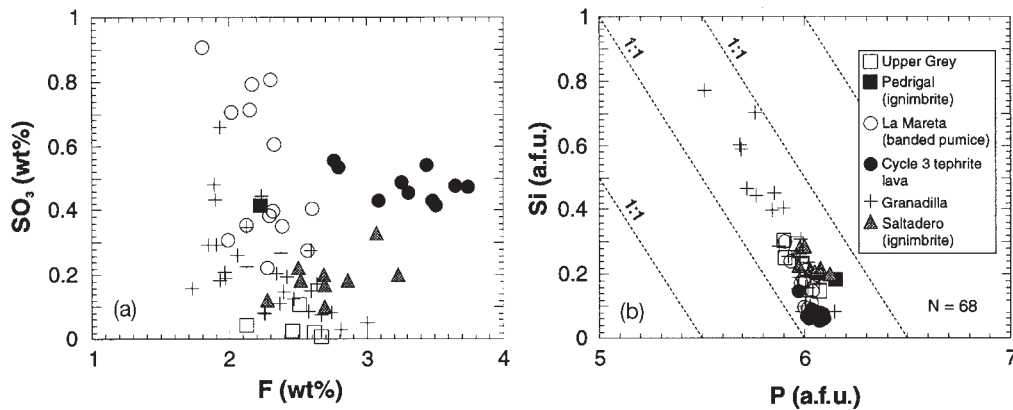 1
0.8
0.6
0.4
0.2
0
SO3 (wt%)
(a)
1 2 3 4
F (wt%)
1
0.8
0.6
0.4
0.2
0
Si (a.f.u.)
1:1
1:1
1:1
Upper Grey
Pedrigal
(ignimbrite)
La Mareta
(banded pumice)
Cycle 3 tephrite
lava
Granadilla
Saltadero
(ignimbrite)
(b)
N = 68
5 6 7
P (a.f.u.)